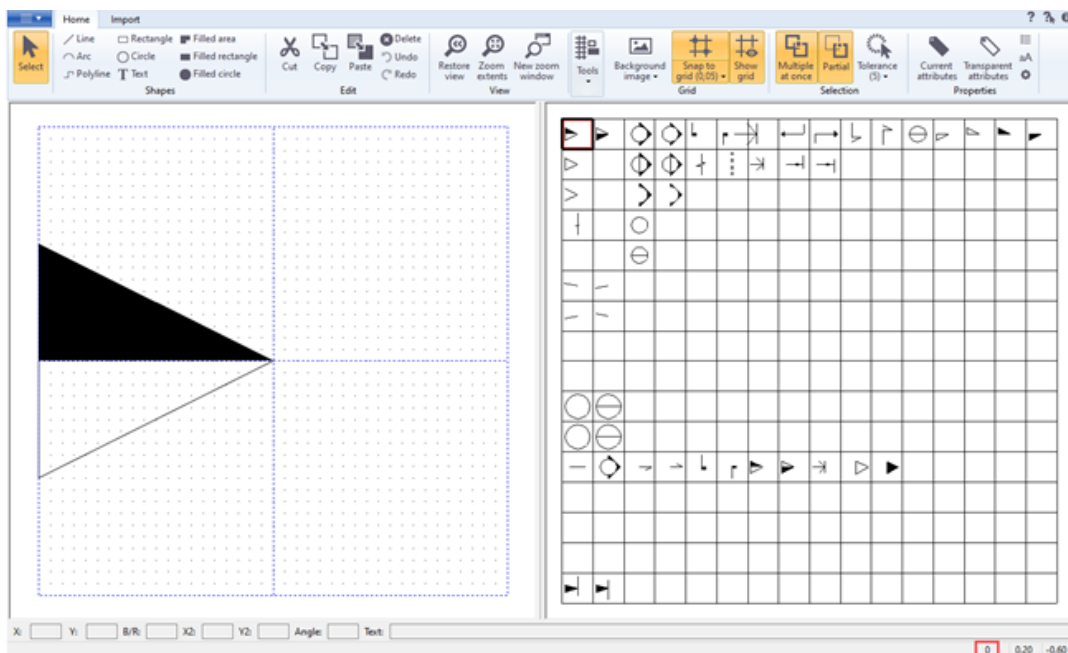 Home Import
Line Rectangle Filled area
Arc Circle Filled rectangle
Polyline Text Filled circle
Select
Shapes
Cut Copy Paste
Delete
Undo
Redo
Edit
Restore view
Zoom extents
New zoom window
View
Tools
Background image
Snap to grid (0,05)
Show grid
Grid
Multiple at once
Partial
Tolerance (5)
Selection
Current attributes
Transparent attributes
Properties
X: Y: B/R: X2: Y2: Angle: Text:
0 0.20 -0.60